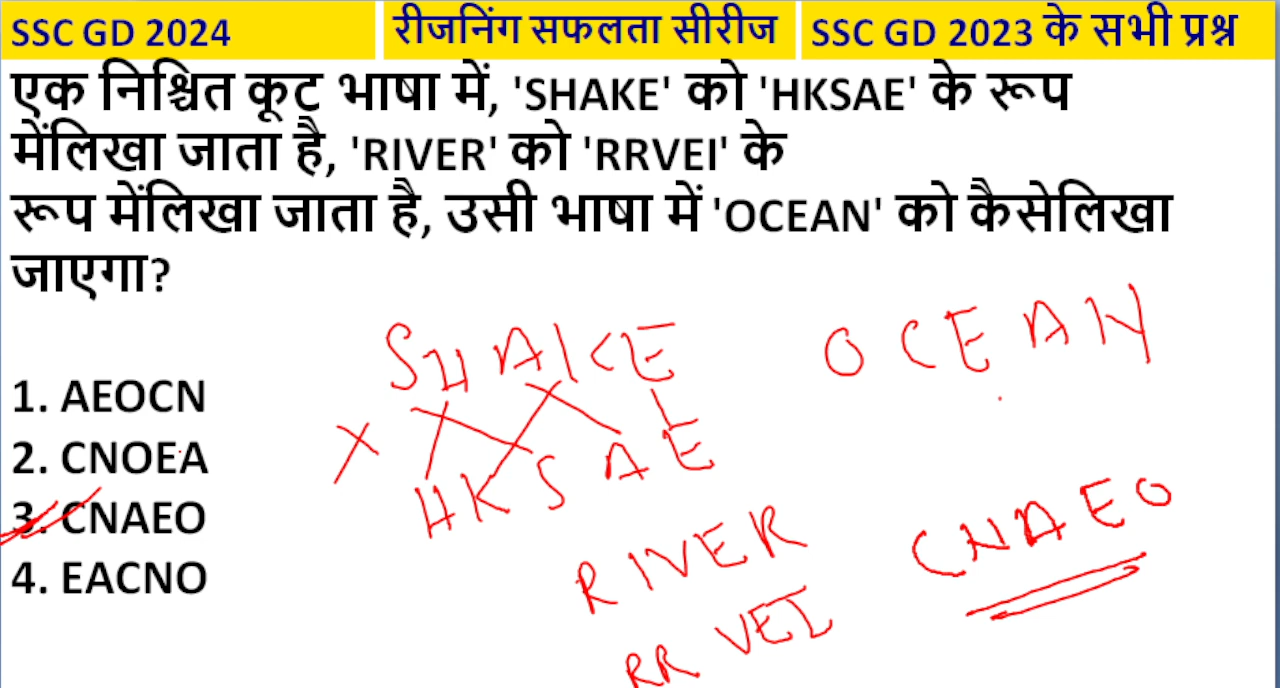 SSC GD 2024 रीजनिंग सफलता सीरीज SSC GD 2023 के सभी प्रश्न
एक निश्चित कूट भाषा में, 'SHAKE' को 'HKSAE' के रूप
मेंलिखा जाता है, 'RIVER' को 'RRVEI' के
रूप मेंलिखा जाता है, उसी भाषा में 'OCEAN' को कैसेलिखा
जाएगा?
SHAKE OCEAN
1. AEOCN
2. CNOEA
HKSAE
3. CNAEO
CNAEO
4. EACNO
RIVER
RRVEI